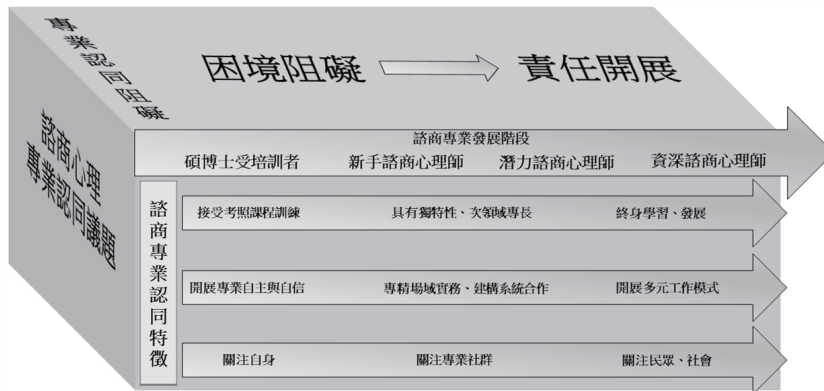 專業認同阻礙
困境阻礙
責任開展
諮商心理
專業認同議題
諮商專業發展階段
碩博士受培訓者 新手諮商心理師 潛力諮商心理師 資深諮商心理師
諮商專業認同特徵
接受考照課程訓練 具有獨特性、次領域專長 終身學習、發展
開展專業自主與自信 專精場域實務、建構系統合作 開展多元工作模式
關注自身 關注專業社群 關注民眾、社會